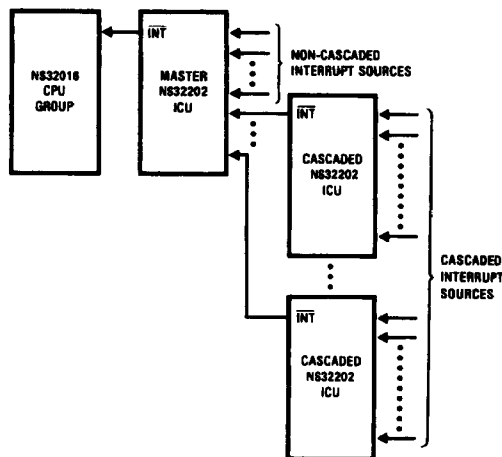 NS32016
CPU
GROUP
INT
MASTER
NS32202
ICU
NON-CASCADED
INTERRUPT SOURCES
INT
CASCADED
NS32202
ICU
CASCADED
INTERRUPT
SOURCES
INT
CASCADED
NS32202
ICU